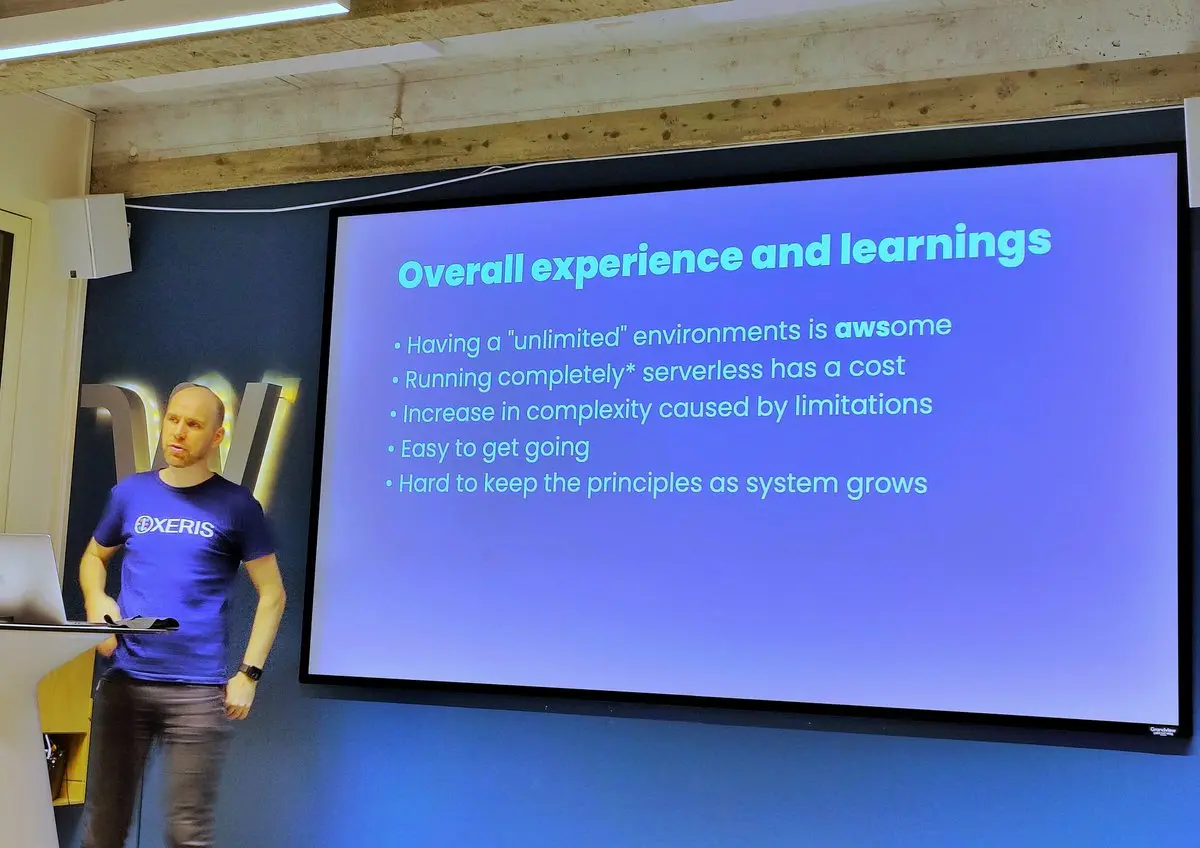 Overall experience and learnings
• Having a "unlimited" environments is awsome
• Running completely* serverless has a cost
• Increase in complexity caused by limitations
• Easy to get going
• Hard to keep the principles as system grows
XERIS
Grandview